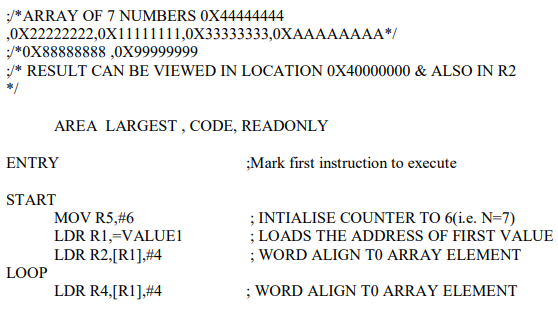 ;/*ARRAY OF 7 NUMBERS 0X44444444
,0X22222222,0X11111111,0X33333333,0XAAAAAAAA*/
;/*0X88888888 ,0X99999999
;/* RESULT CAN BE VIEWED IN LOCATION 0X40000000 & ALSO IN R2
*/
AREA LARGEST , CODE, READONLY
ENTRY ;Mark first instruction to execute
START
MOV R5,#6 ; INTIALISE COUNTER TO 6(i.e. N=7)
LDR R1,=VALUE1 ; LOADS THE ADDRESS OF FIRST VALUE
LDR R2,[R1],#4 ; WORD ALIGN T0 ARRAY ELEMENT
LOOP
LDR R4,[R1],#4 ; WORD ALIGN T0 ARRAY ELEMENT